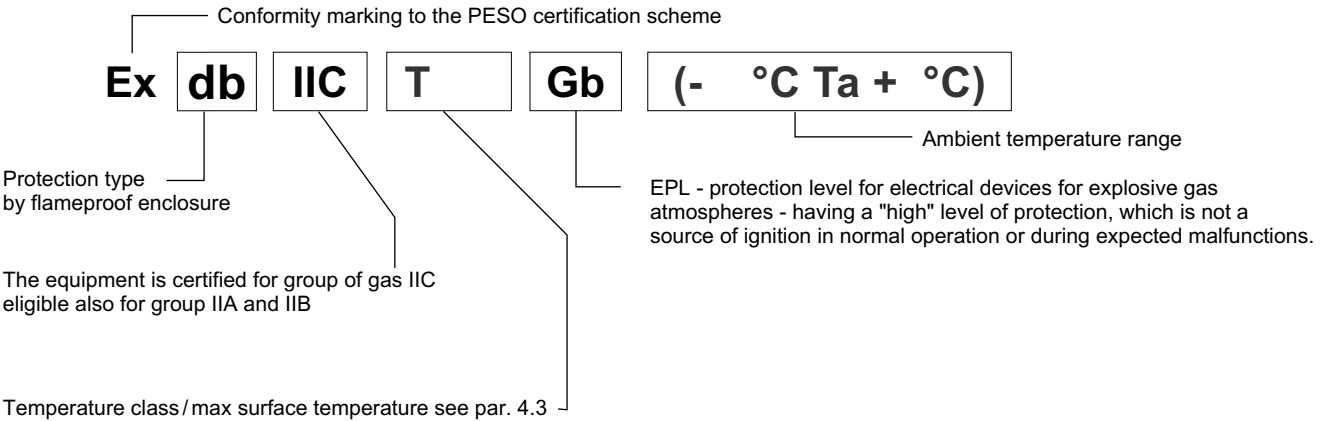 Conformity marking to the PESO certification scheme
Ex db IIC T Gb (- °C Ta + °C)
Ambient temperature range
Protection type
by flameproof enclosure
EPL - protection level for electrical devices for explosive gas
atmospheres - having a "high" level of protection, which is not a
source of ignition in normal operation or during expected malfunctions.
The equipment is certified for group of gas IIC
eligible also for group IIA and IIB
Temperature class/max surface temperature see par. 4.3